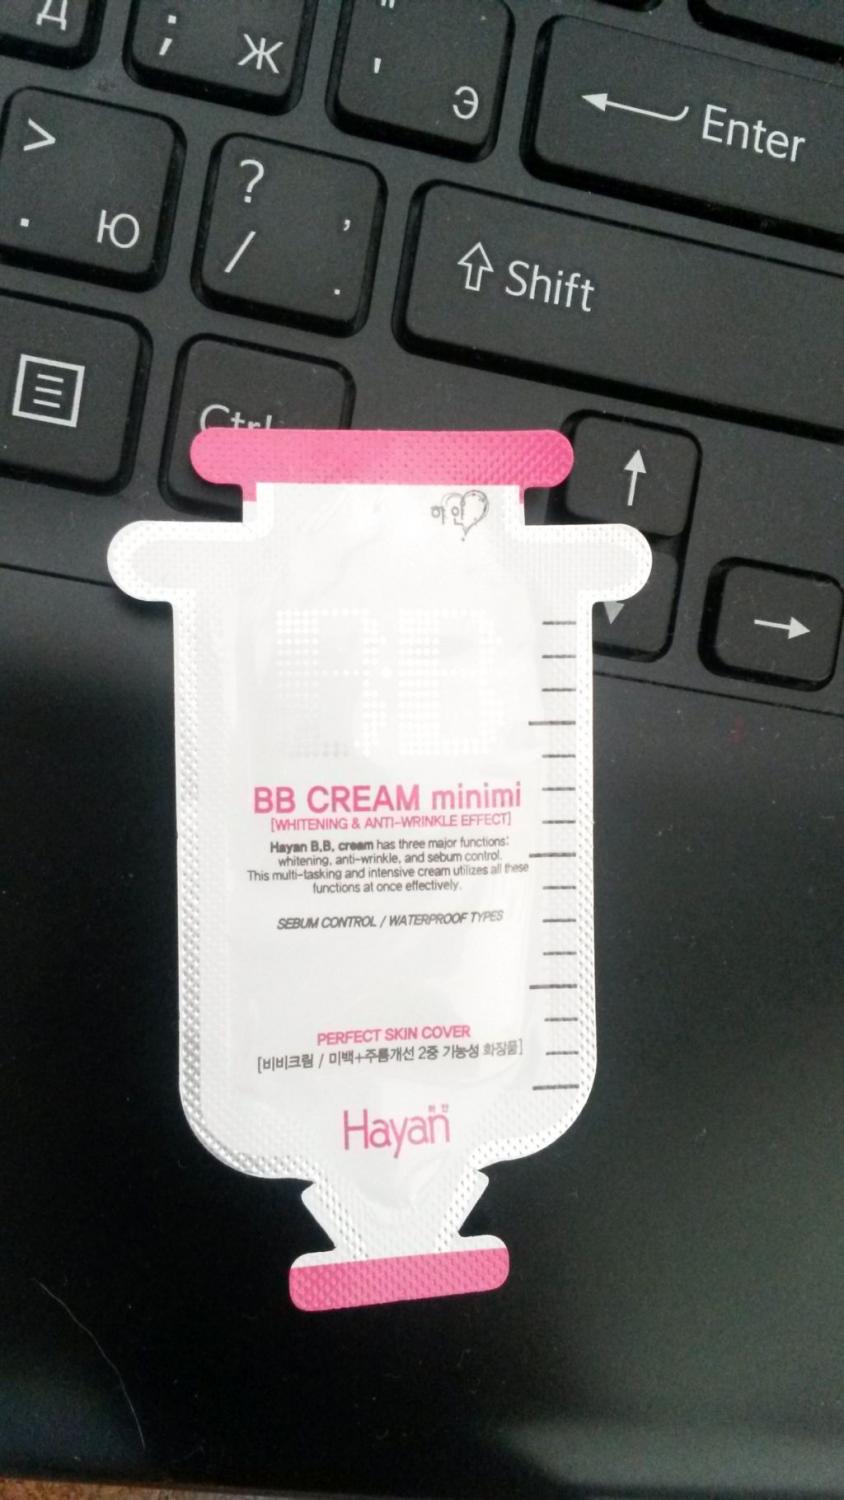 Д
; Ж
"
' Э
Enter
>
. Ю
? ,
/ .
Shift
Ctrl
하얀
BB
BB CREAM minimi
[WHITENING & ANTI-WRINKLE EFFECT]
Hayan B.B. cream has three major functions:
whitening, anti-wrinkle, and sebum control.
This multi-tasking and intensive cream utilizes all these
functions at once effectively.
SEBUM CONTROL / WATERPROOF TYPES
PERFECT SKIN COVER
[비비크림 / 미백+주름개선 2중 기능성 화장품]
하얀
Hayan